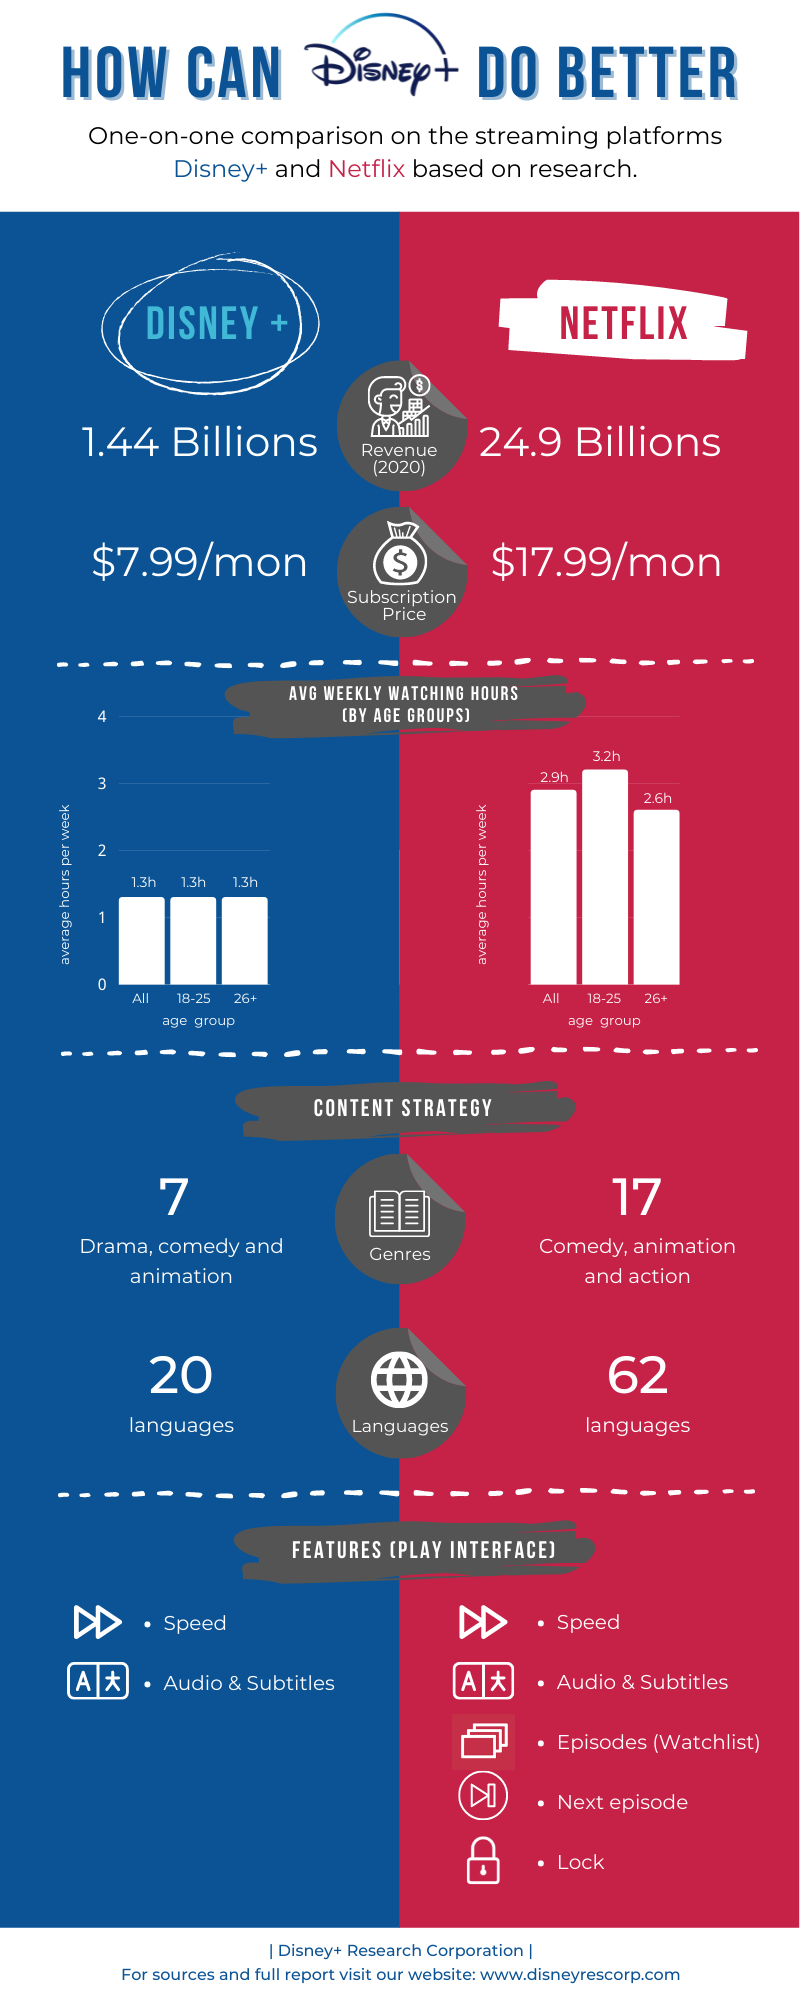 HOW CAN Disney+ DO BETTER
One-on-one comparison on the streaming platforms
Disney+ and Netflix based on research.
DISNEY +
NETFLIX
1.44 Billions
Revenue
(2020)
24.9 Billions
$7.99/mon
Subscription
Price
$17.99/mon
AVG WEEKLY WATCHING HOURS
(BY AGE GROUPS)
average hours per week
4
3
2
1
0
1.3h 1.3h 1.3h
All 18-25 26+
age group
average hours per week
2.9h 3.2h 2.6h
All 18-25 26+
age group
CONTENT STRATEGY
7
Drama, comedy and
animation
Genres
17
Comedy, animation
and action
20
languages
Languages
62
languages
FEATURES (PLAY INTERFACE)
A 文
• Speed
• Audio & Subtitles
A 文
• Speed
• Audio & Subtitles
• Episodes (Watchlist)
• Next episode
• Lock
| Disney+ Research Corporation |
For sources and full report visit our website: www.disneyrescorp.com